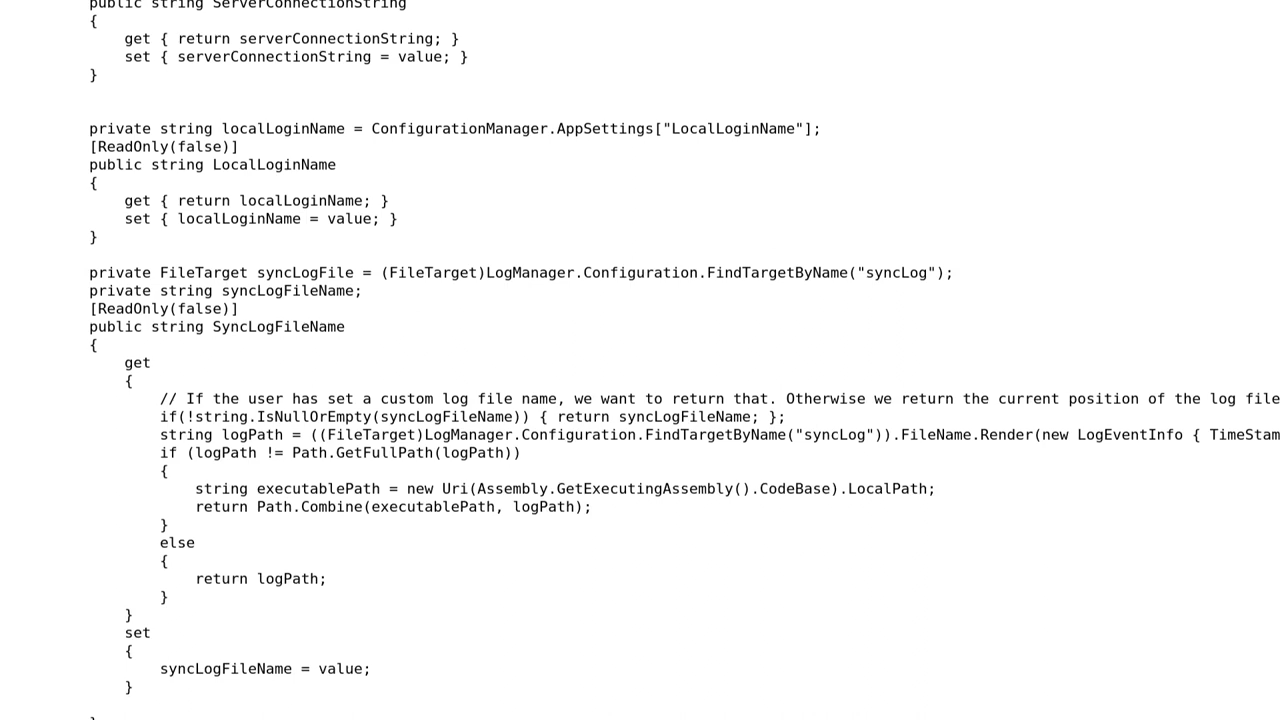 public string ServerConnectionString
{
get { return serverConnectionString; }
set { serverConnectionString = value; }
}
private string localLoginName = ConfigurationManager.AppSettings["LocalLoginName"];
[ReadOnly(false)]
public string LocalLoginName
{
get { return localLoginName; }
set { localLoginName = value; }
}
private FileTarget syncLogFile = (FileTarget)LogManager.Configuration.FindTargetByName("syncLog");
private string syncLogFileName;
[ReadOnly(false)]
public string SyncLogFileName
{
get
{
// If the user has set a custom log file name, we want to return that. Otherwise we return the current position of the log file
if(!string.IsNullOrEmpty(syncLogFileName)) { return syncLogFileName; };
string logPath = ((FileTarget)LogManager.Configuration.FindTargetByName("syncLog")).FileName.Render(new LogEventInfo { TimeStam
if (logPath != Path.GetFullPath(logPath))
{
string executablePath = new Uri(Assembly.GetExecutingAssembly().CodeBase).LocalPath;
return Path.Combine(executablePath, logPath);
}
else
{
return logPath;
}
}
set
{
syncLogFileName = value;
}